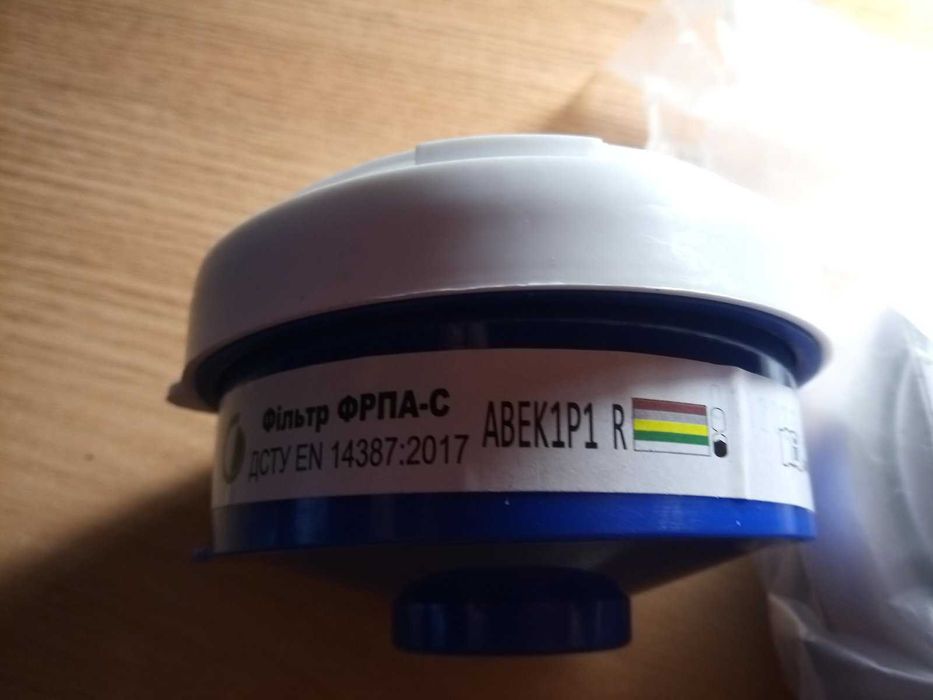 Фільтр ФРПА-С
ДСТУ EN 14387:2017
ABEK1P1 R